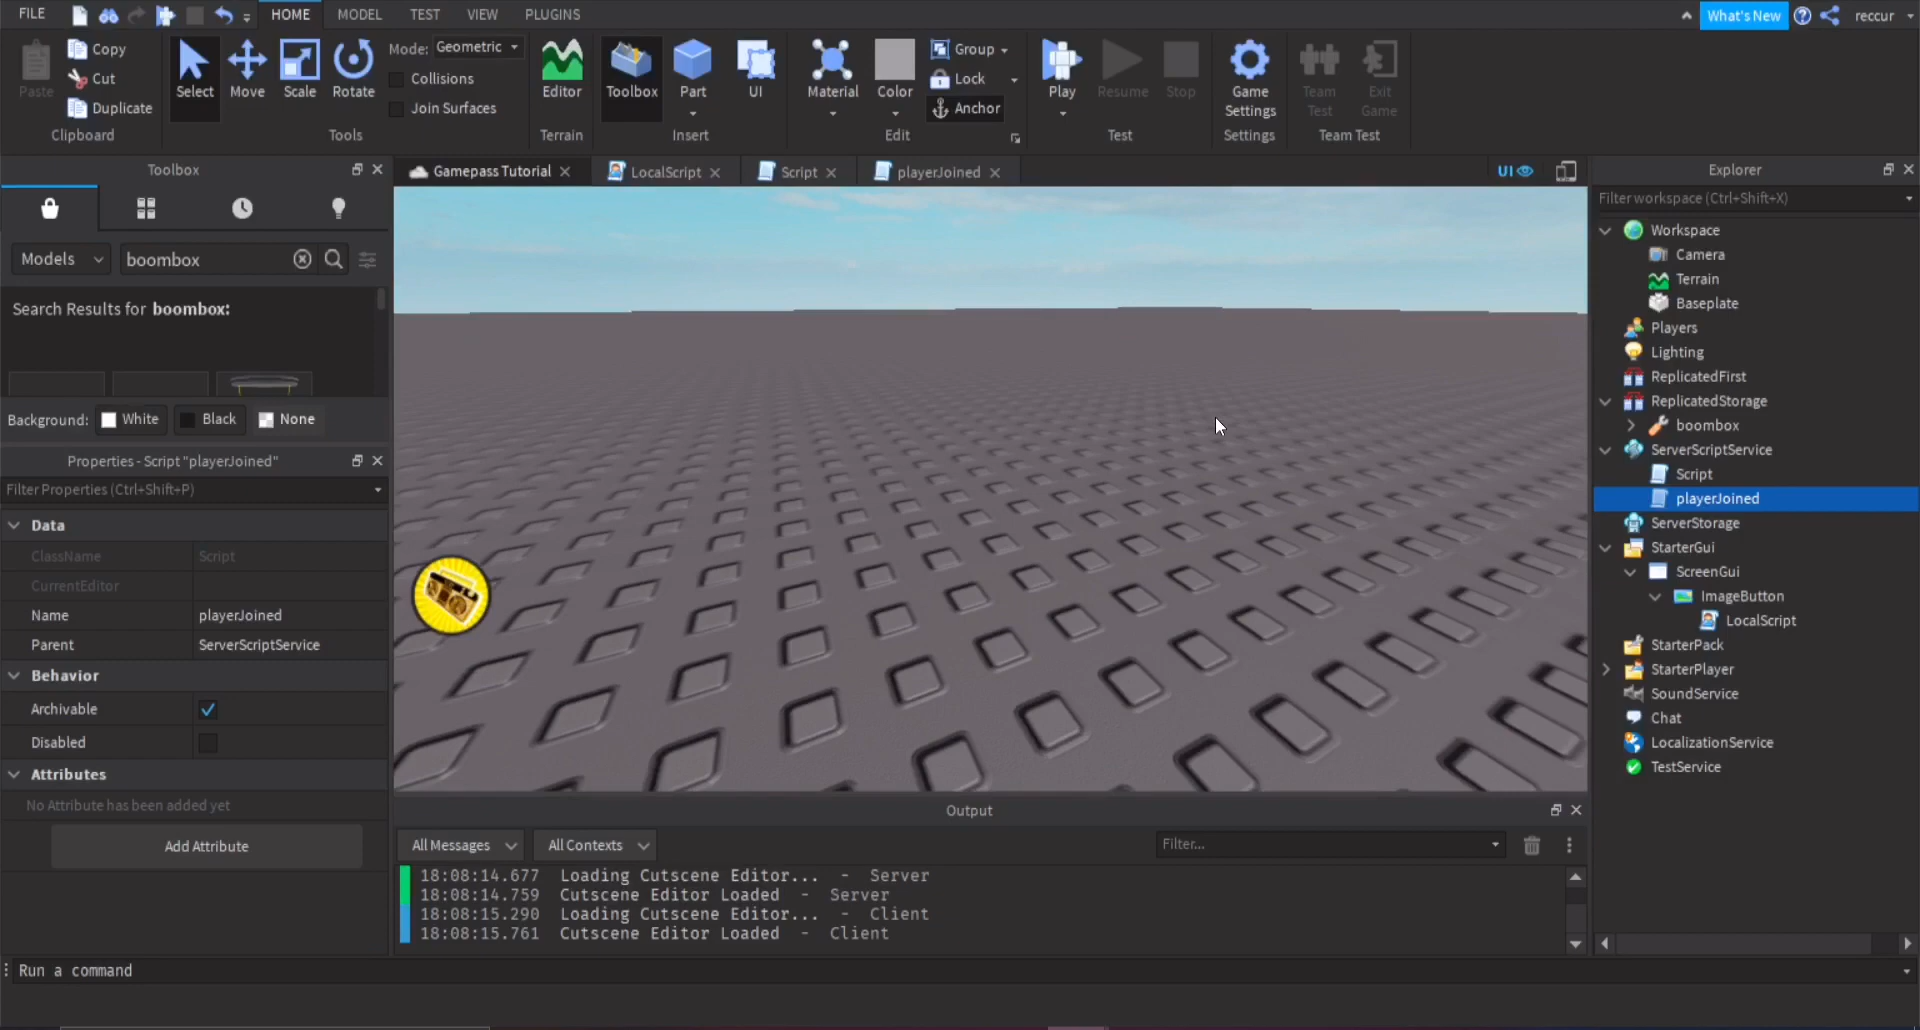 FILE HOME MODEL TEST VIEW PLUGINS What's New reccur
Paste Copy Cut Duplicate Clipboard
Select Move Scale Rotate Mode: Geometric Collisions Join Surfaces Tools
Editor Terrain
Toolbox Part UI Insert
Material Color Group Lock Anchor Edit
Play Resume Stop Test
Game Settings Settings
Team Test Exit Game Team Test
Toolbox
Models boombox
Search Results for boombox:
Background: White Black None
Properties - Script "playerJoined"
Filter Properties (Ctrl+Shift+P)
Data
ClassName Script
CurrentEditor
Name playerJoined
Parent ServerScriptService
Behavior
Archivable
Disabled
Attributes
No Attribute has been added yet
Add Attribute
Gamepass Tutorial LocalScript Script playerJoined UI
Output
All Messages All Contexts Filter...
18:08:14.677 Loading Cutscene Editor... - Server
18:08:14.759 Cutscene Editor Loaded - Server
18:08:15.290 Loading Cutscene Editor... - Client
18:08:15.761 Cutscene Editor Loaded - Client
Explorer
Filter workspace (Ctrl+Shift+X)
Workspace
Camera
Terrain
Baseplate
Players
Lighting
ReplicatedFirst
ReplicatedStorage
boombox
ServerScriptService
Script
playerJoined
ServerStorage
StarterGui
ScreenGui
ImageButton
LocalScript
StarterPack
StarterPlayer
SoundService
Chat
LocalizationService
TestService
Run a command